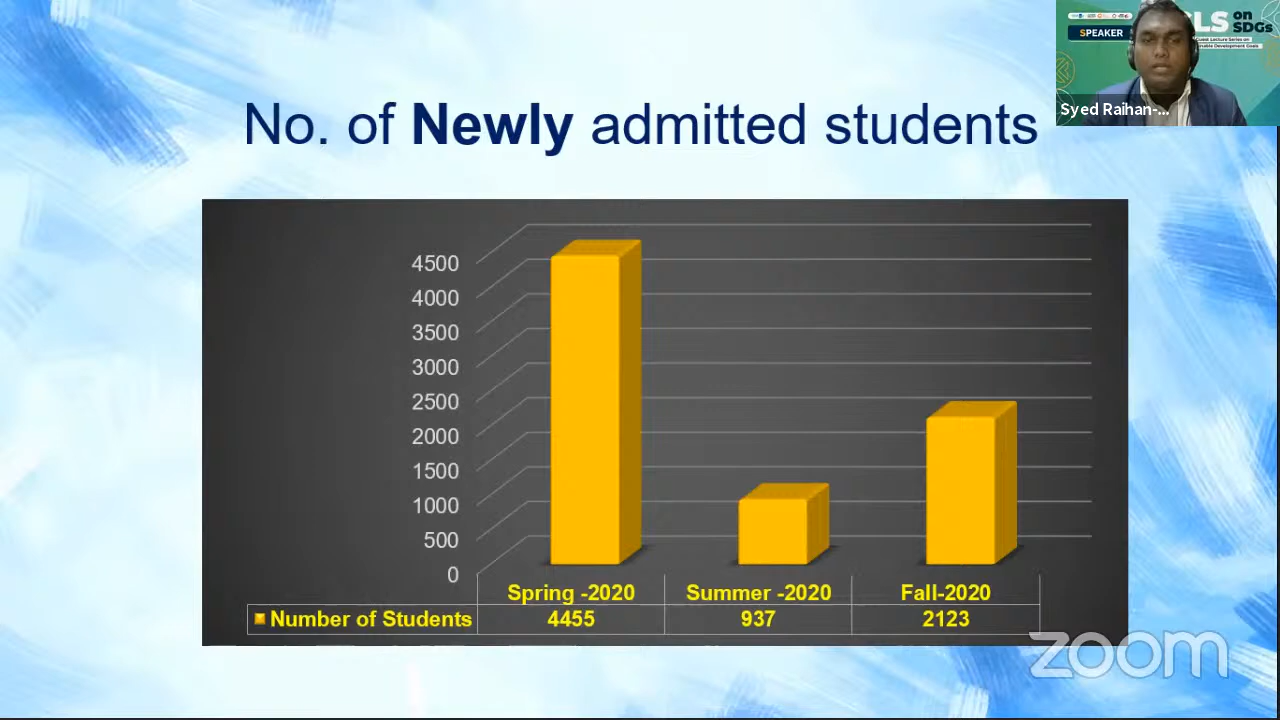 SPEAKER
LS on
SDGs
Syed Raihan-...
No. of Newly admitted students
4500
4000
3500
3000
2500
2000
1500
1000
500
0
Spring -2020 Summer -2020 Fall-2020
Number of Students 4455 937 2123
zoom